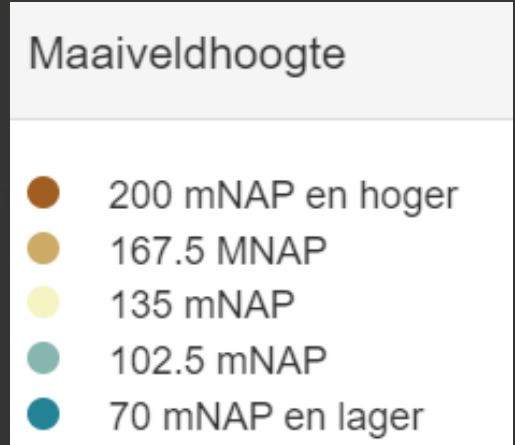 Maaiveldhoogte
200 mNAP en hoger
167.5 MNAP
135 mNAP
102.5 mNAP
70 mNAP en lager